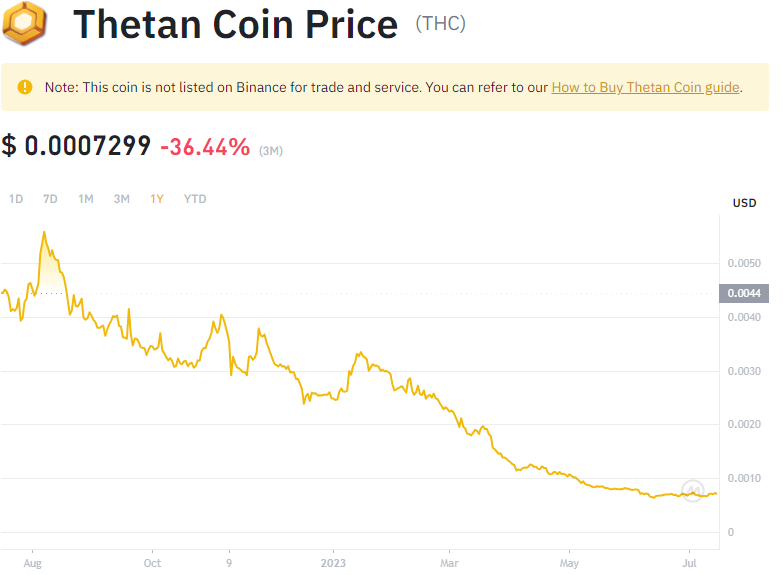 Thetan Coin Price (THC)
Note: This coin is not listed on Binance for trade and service. You can refer to our How to Buy Thetan Coin guide.
$ 0.0007299 -36.44% (3M)
1D 7D 1M 3M 1Y YTD
USD
0.0050
0.0044
0.0040
0.0030
0.0020
0.0010
0
Aug Oct 9 2023 Mar May Jul